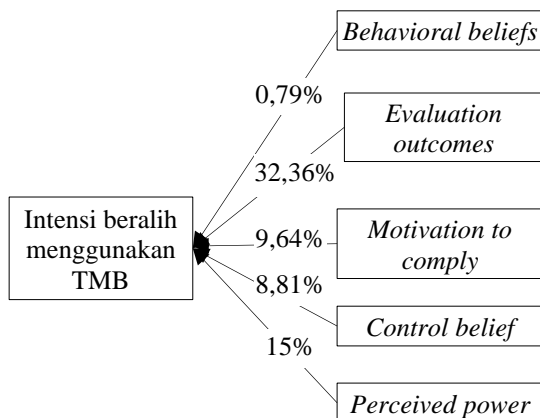 Behavioral beliefs
0,79%
Evaluation
outcomes
32,36%
Intensi beralih
menggunakan
TMB
9,64%
Motivation to
comply
8,81%
Control belief
15%
Perceived power